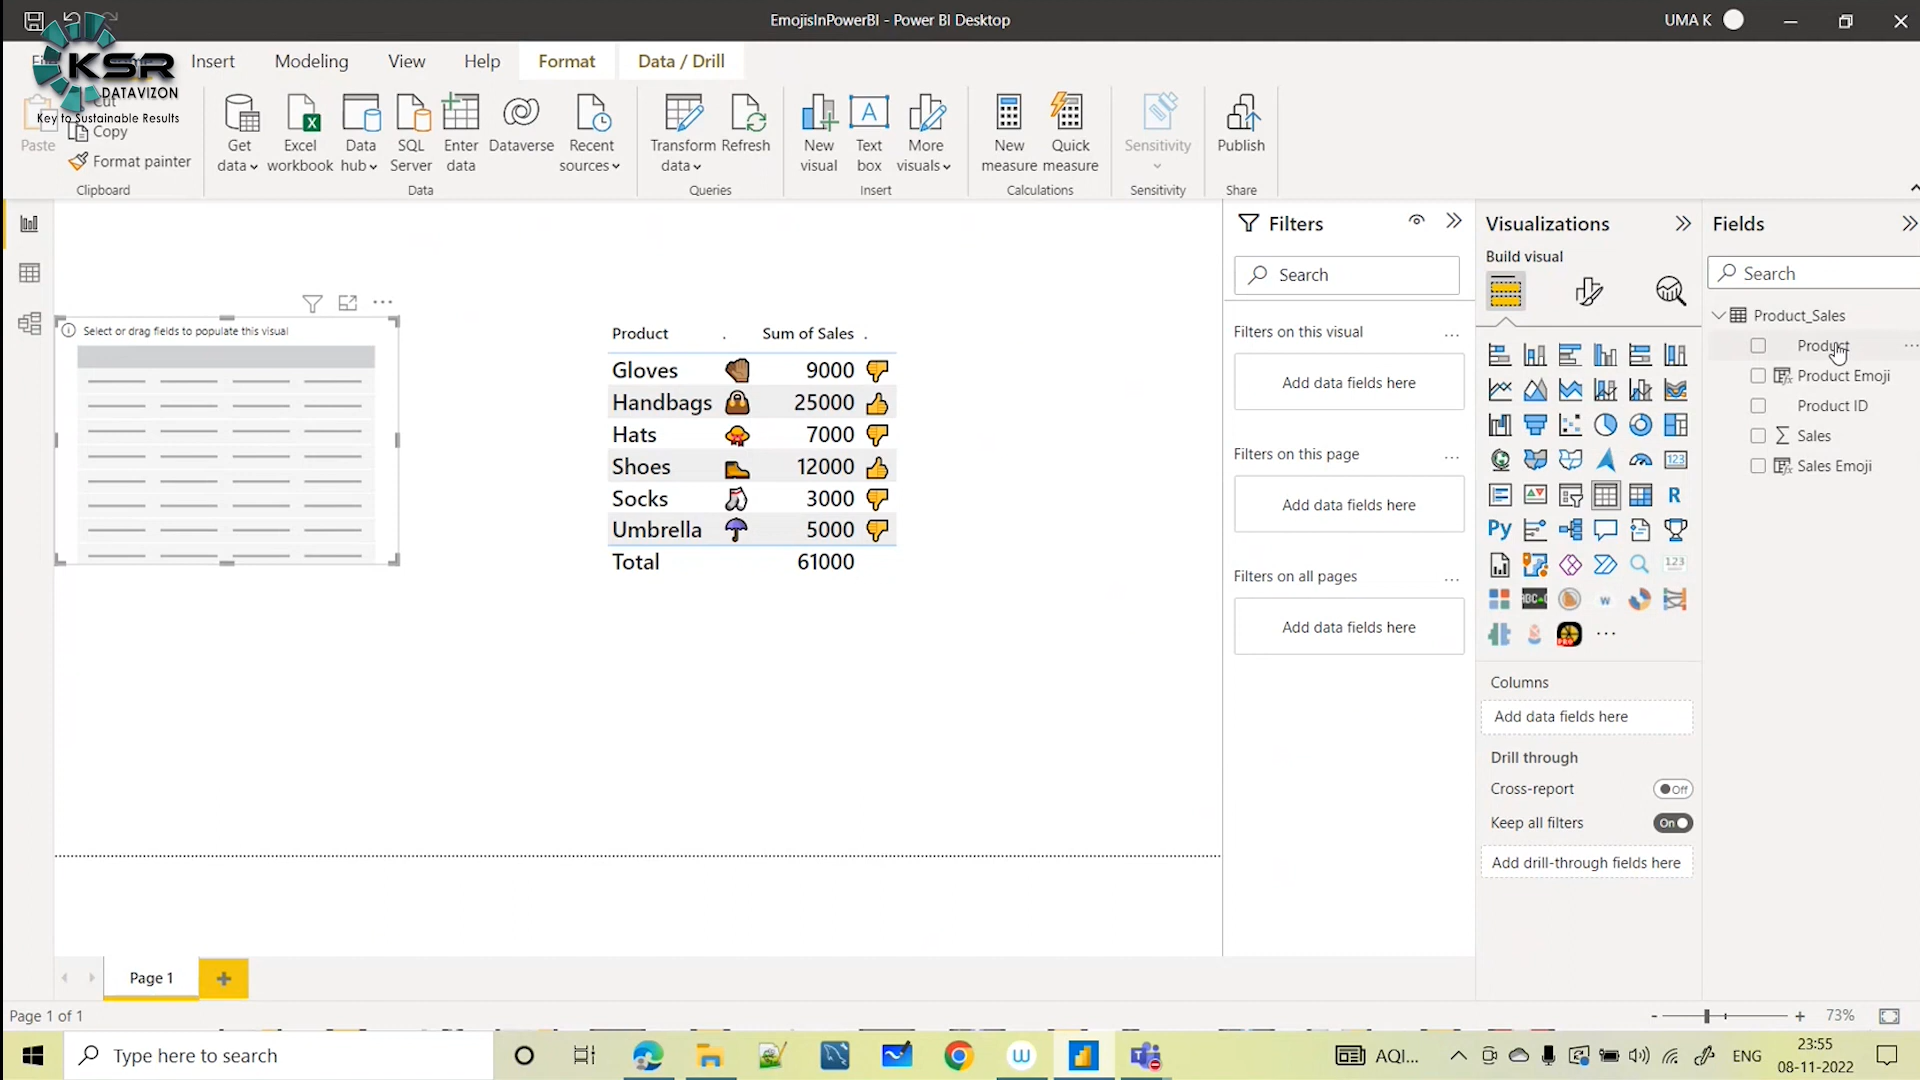 EmojisInPowerBI - Power BI Desktop
UMA K
KSR
DATAVIZON
Key to Sustainable Results
Insert
Modeling
View
Help
Format
Data / Drill
Paste
Cut
Copy
Format painter
Clipboard
Get data
Excel workbook
Data hub
SQL Server
Enter data
Dataverse
Recent sources
Data
Transform data
Refresh
Queries
New visual
Text box
More visuals
Insert
New measure
Quick measure
Calculations
Sensitivity
Sensitivity
Publish
Share
Select or drag fields to populate this visual
Product . Sum of Sales .
Gloves 9000
Handbags 25000
Hats 7000
Shoes 12000
Socks 3000
Umbrella 5000
Total 61000
Filters
Search
Filters on this visual ...
Add data fields here
Filters on this page ...
Add data fields here
Filters on all pages ...
Add data fields here
Visualizations
Build visual
123
R
Py
123
Columns
Add data fields here
Drill through
Cross-report Off
Keep all filters On
Add drill-through fields here
Fields
Search
Product_Sales
Product
Product Emoji
Product ID
Sales
Sales Emoji
Page 1
Page 1 of 1
- + 73%
Type here to search
AQI...
ENG
23:55
08-11-2022